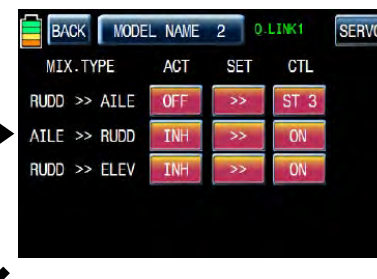 BACK MODEL NAME 2 Q.LINK1 SERVO
MIX.TYPE ACT SET CTL
RUDD >> AILE OFF >> ST 3
AILE >> RUDD INH >> ON
RUDD >> ELEV INH >> ON